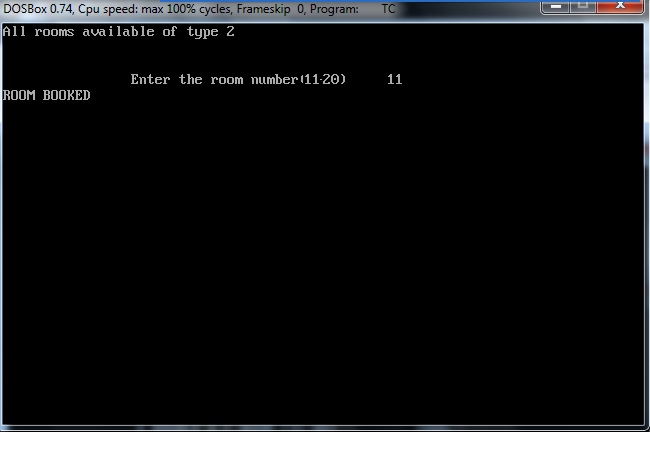 DOSBox 0.74, Cpu speed: max 100% cycles, Frameskip 0, Program: TC
All rooms available of type 2
Enter the room number(11-20) 11
ROOM BOOKED